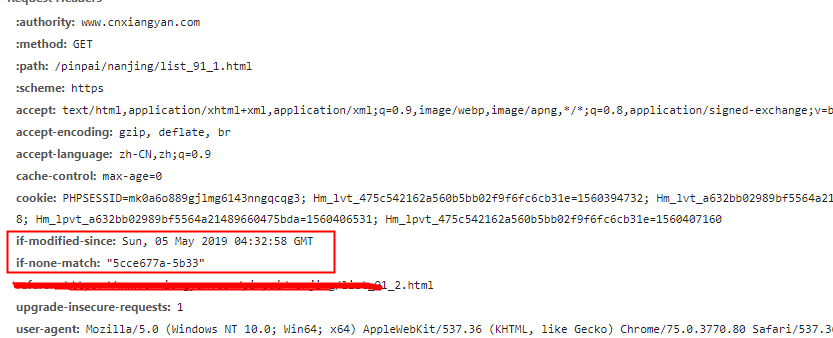 Request Headers
:authority: www.cnxiangyan.com
:method: GET
:path: /pinpai/nanjing/list_91_1.html
:scheme: https
accept: text/html,application/xhtml+xml,application/xml;q=0.9,image/webp,image/apng,*/*;q=0.8,application/signed-exchange;v=b
accept-encoding: gzip, deflate, br
accept-language: zh-CN,zh;q=0.9
cache-control: max-age=0
cookie: PHPSESSID=mk0a6o889gjlmg6143nngqcqg3; Hm_lvt_475c542162a560b5bb02f9f6fc6cb31e=1560394732; Hm_lvt_a632bb02989bf5564a21
8; Hm_lpvt_a632bb02989bf5564a21489660475bda=1560406531; Hm_lpvt_475c542162a560b5bb02f9f6fc6cb31e=1560407160
if-modified-since: Sun, 05 May 2019 04:32:58 GMT
if-none-match: "5cce677a-5b33"
list_91_2.html
upgrade-insecure-requests: 1
user-agent: Mozilla/5.0 (Windows NT 10.0; Win64; x64) AppleWebKit/537.36 (KHTML, like Gecko) Chrome/75.0.3770.80 Safari/537.36